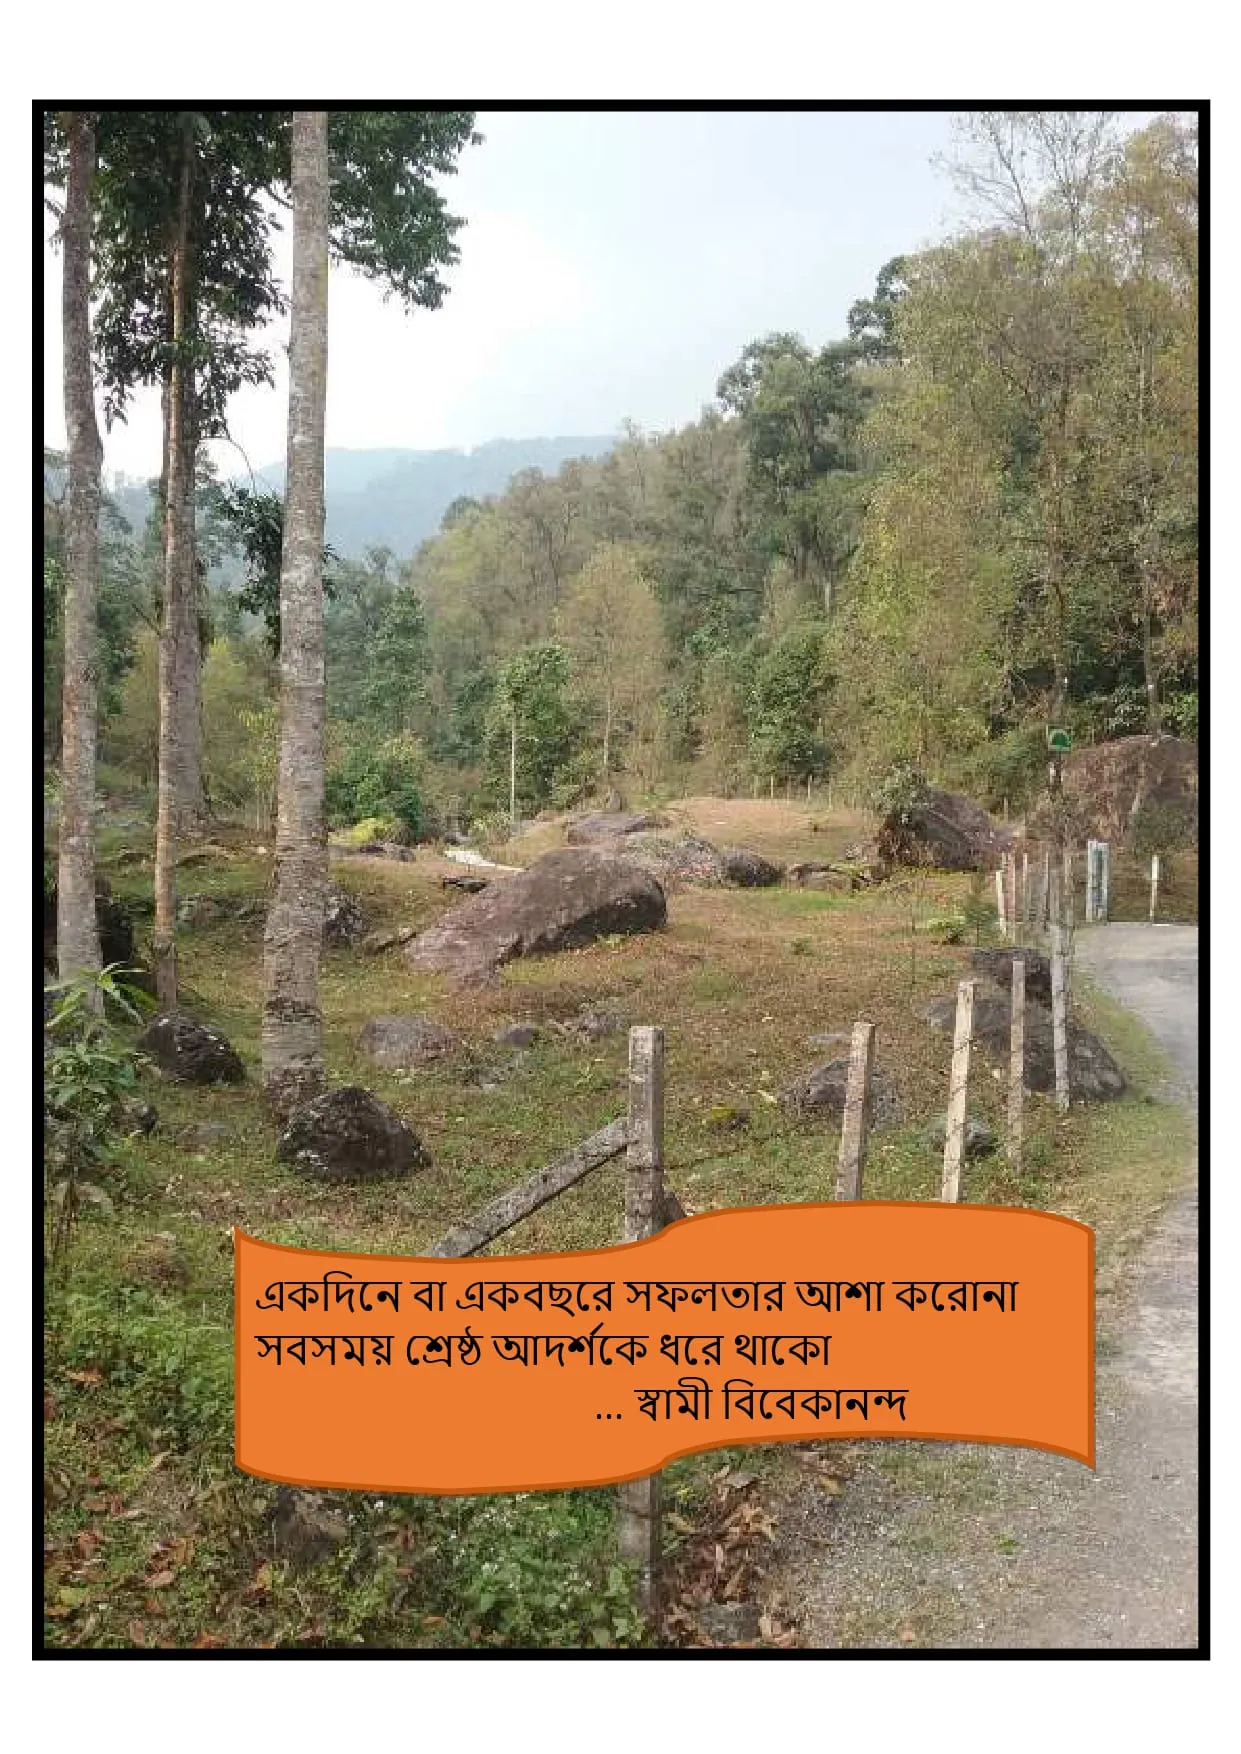 একদিনে বা একবছরে সফলতার আশা করোনা
সবসময় শ্রেষ্ঠ আদর্শকে ধরে থাকো
... স্বামী বিবেকানন্দ